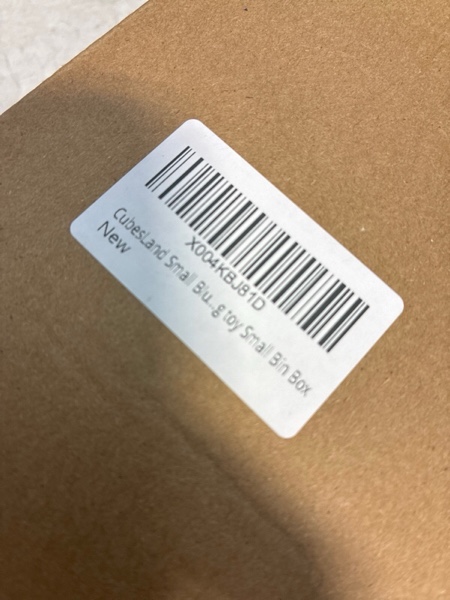 X004KBJ81D
CubesLand Small Blu...g toy Small Bin Box
New